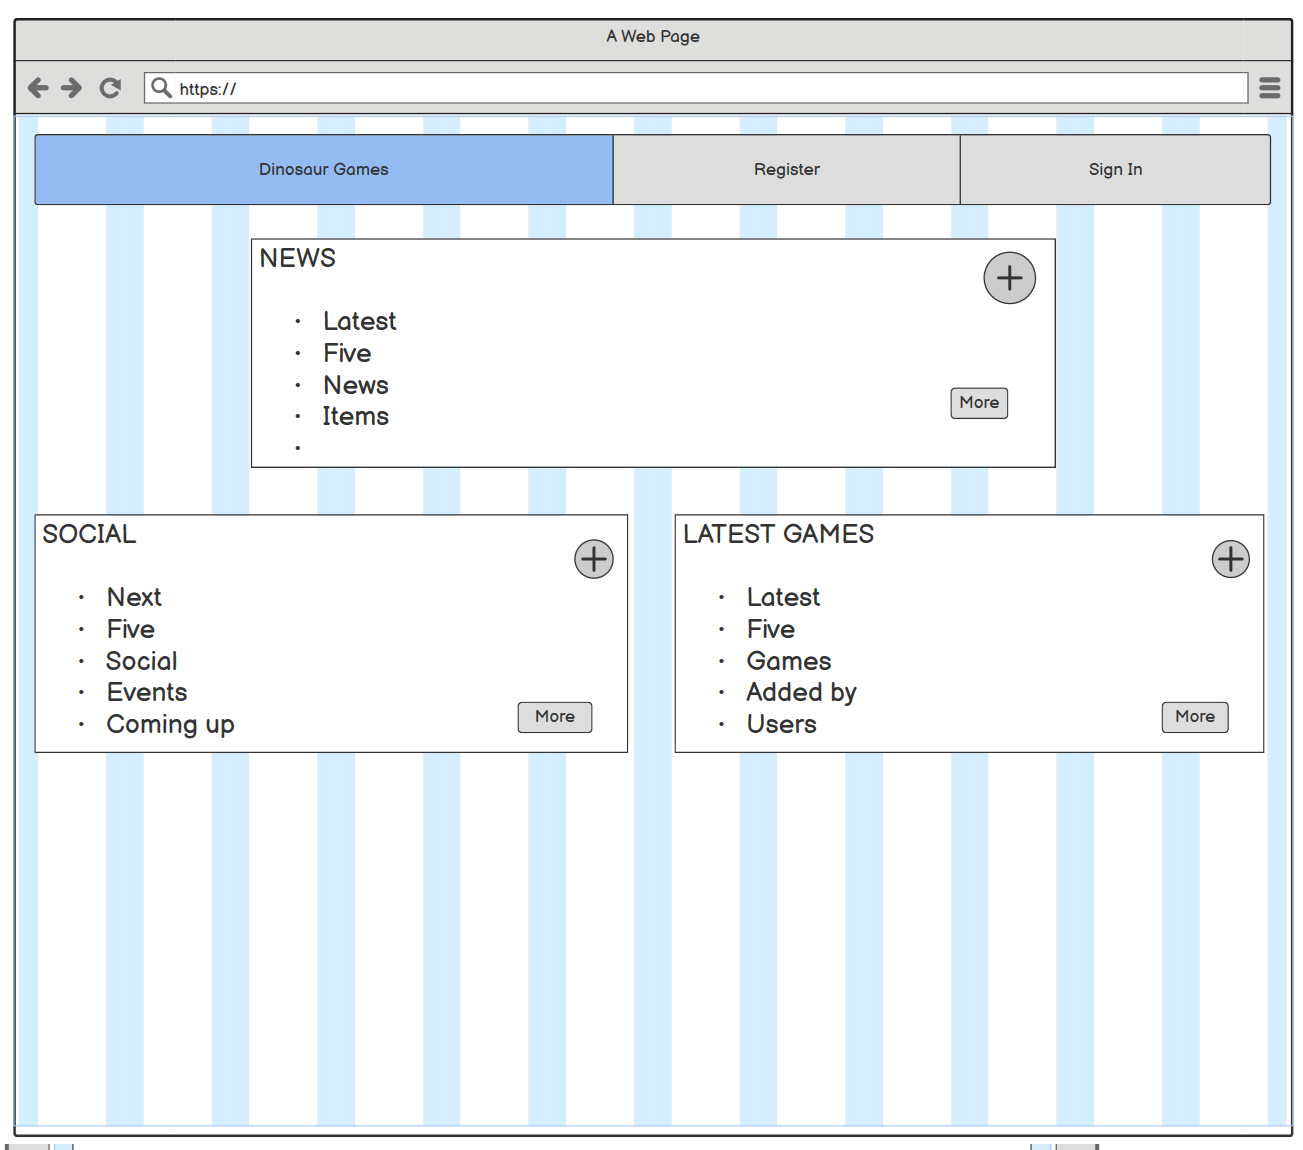 A Web Page
https://
Dinosaur Games Register Sign In
NEWS
• Latest
• Five
• News
• Items
•
More
SOCIAL
• Next
• Five
• Social
• Events
• Coming up
More
LATEST GAMES
• Latest
• Five
• Games
• Added by
• Users
More